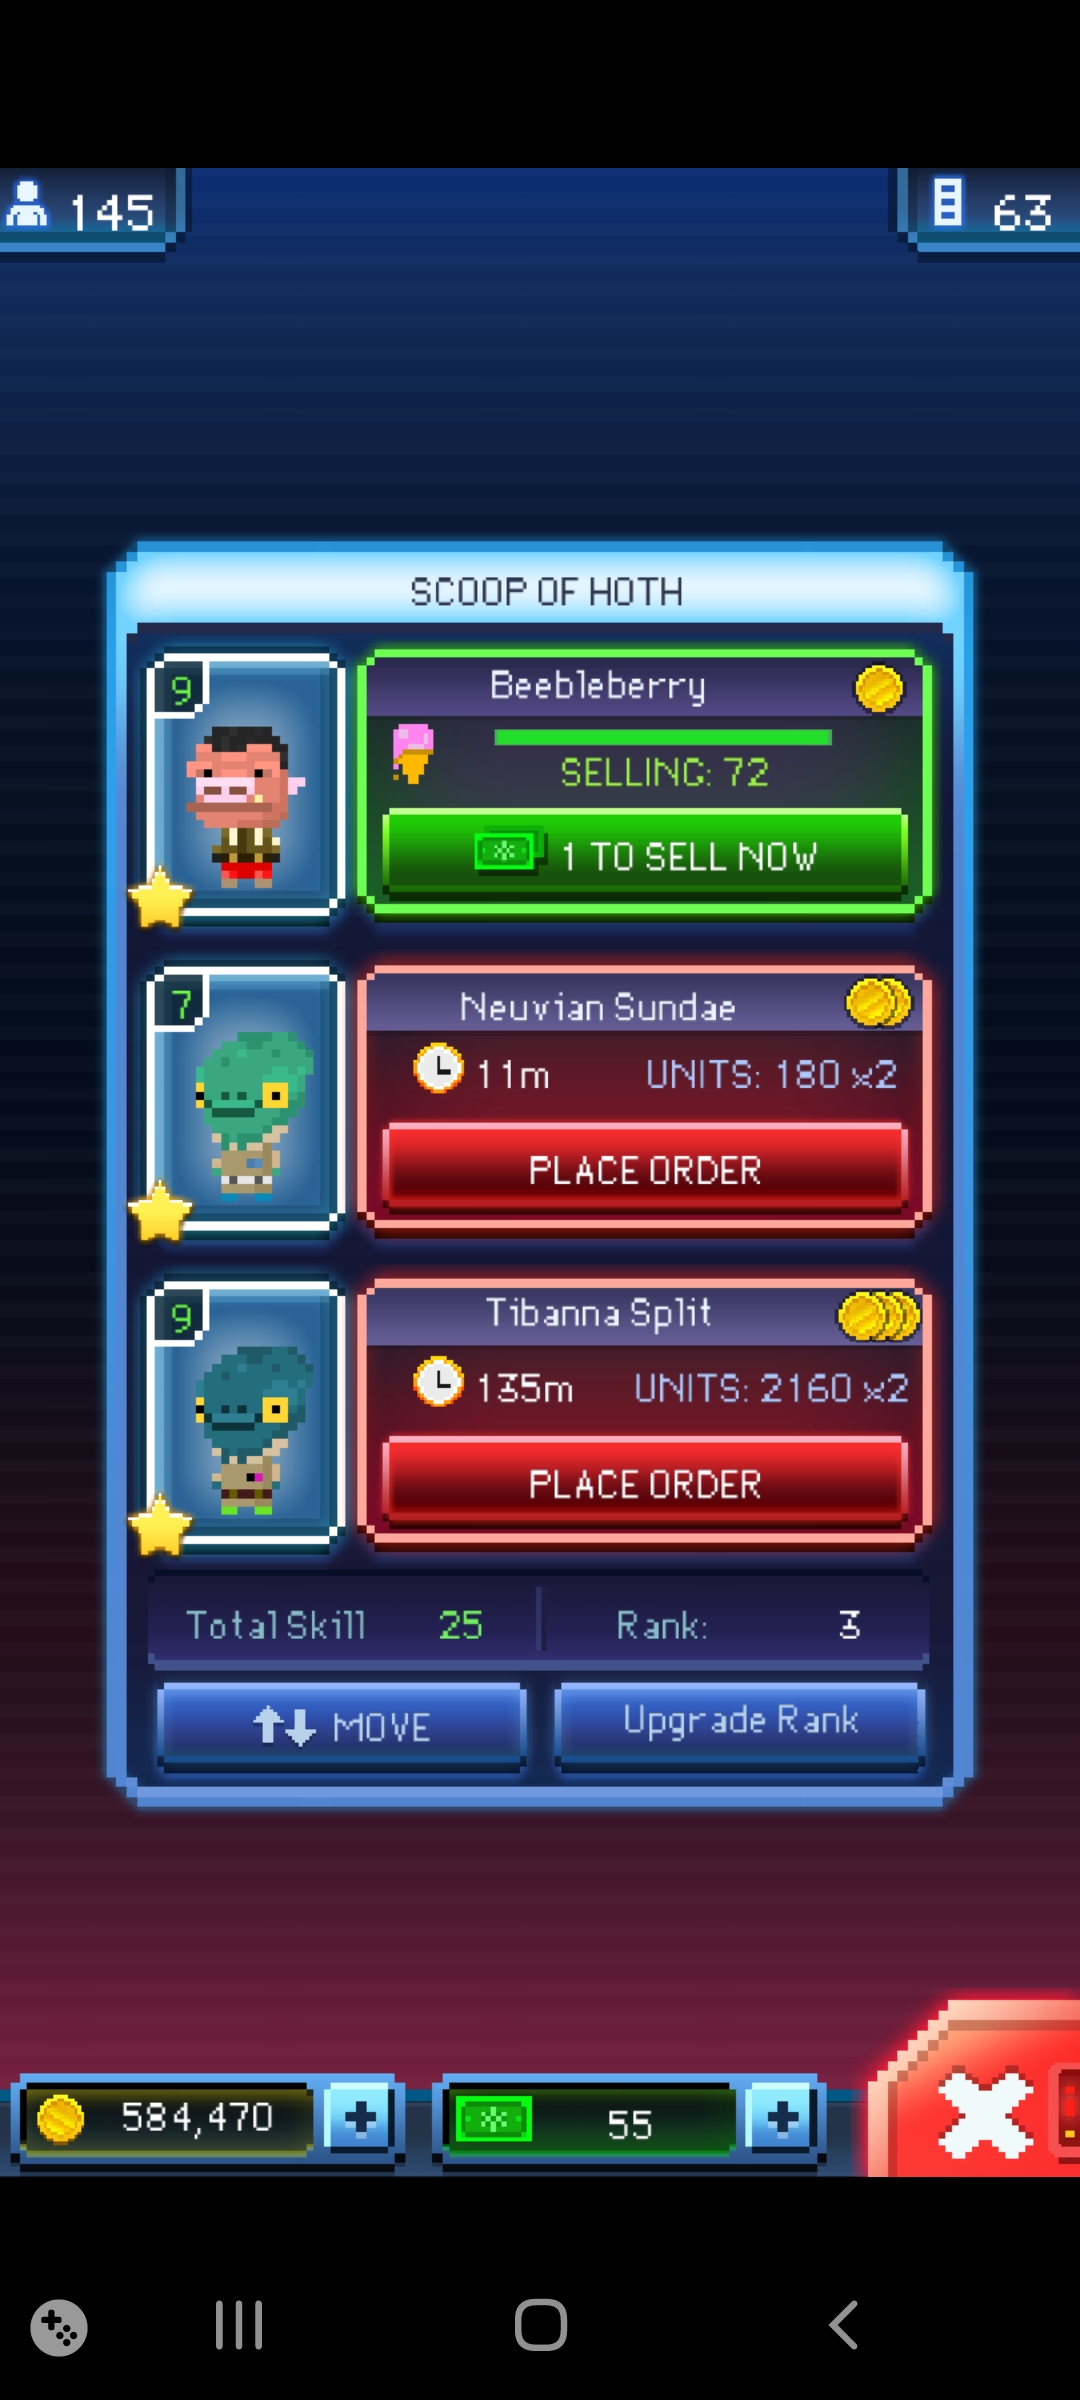 145
63
SCOOP OF HOTH
9
Beebleberry
SELLING: 72
1 TO SELL NOW
7
Neuvian Sundae
11m UNITS: 180 x2
PLACE ORDER
9
Tibanna Split
135m UNITS: 2160 x2
PLACE ORDER
Total Skill 25 Rank: 3
MOVE Upgrade Rank
584,470 55